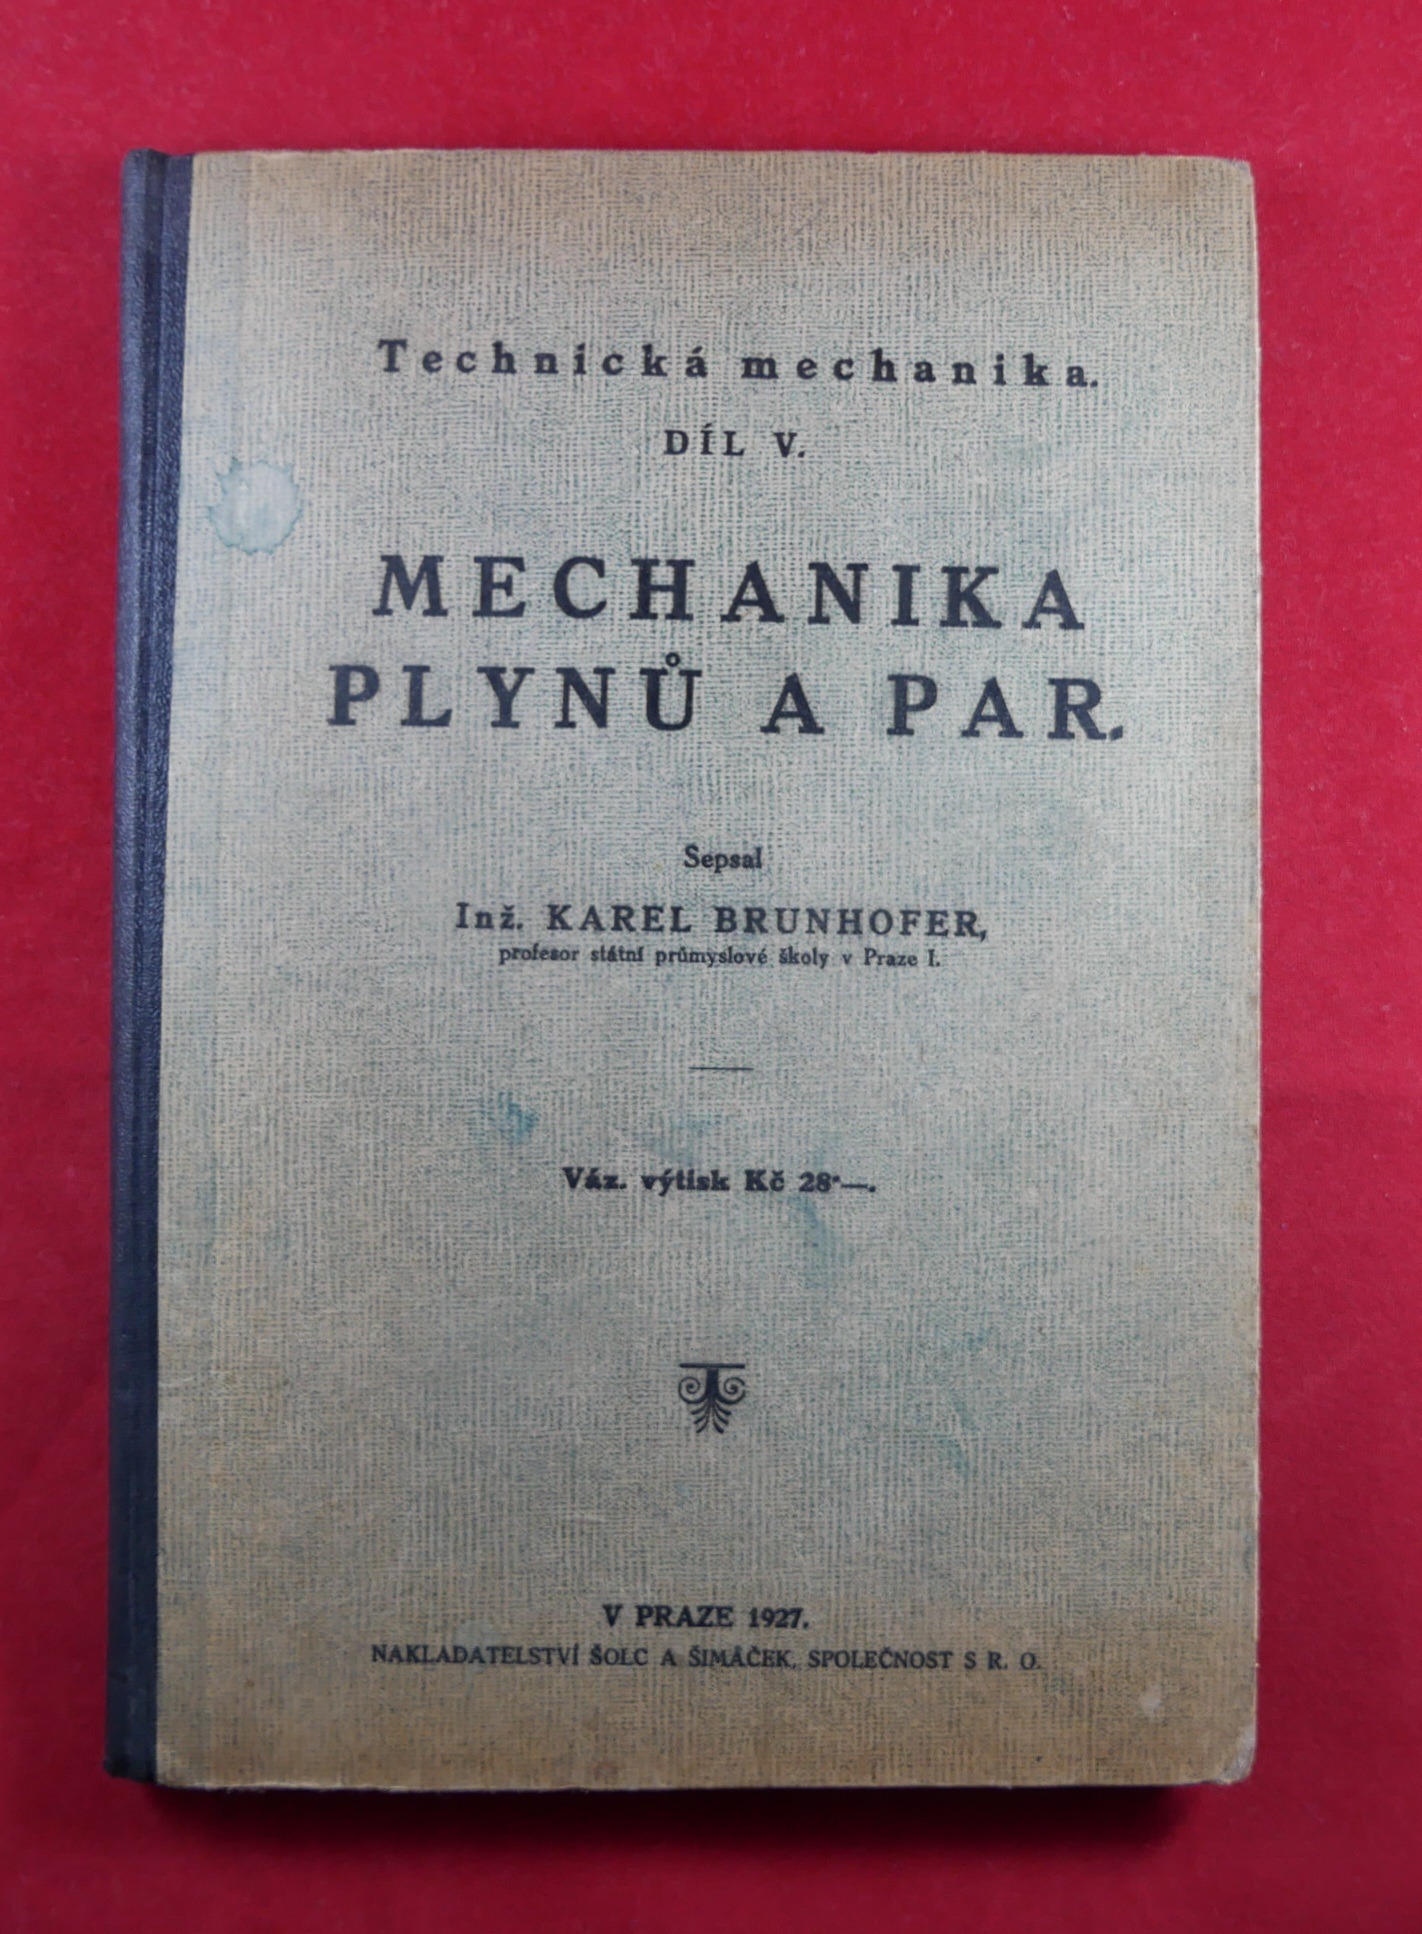 Technická mechanika.
DÍL V.
MECHANIKA
PLYNŮ A PAR.
Sepsal
Inž. KAREL BRUNHOFER,
profesor státní průmyslové školy v Praze I.
Váz. výtisk Kč 28·—.
V PRAZE 1927.
NAKLADATELSTVÍ ŠOLC A ŠIMÁČEK, SPOLEČNOST S R. O.